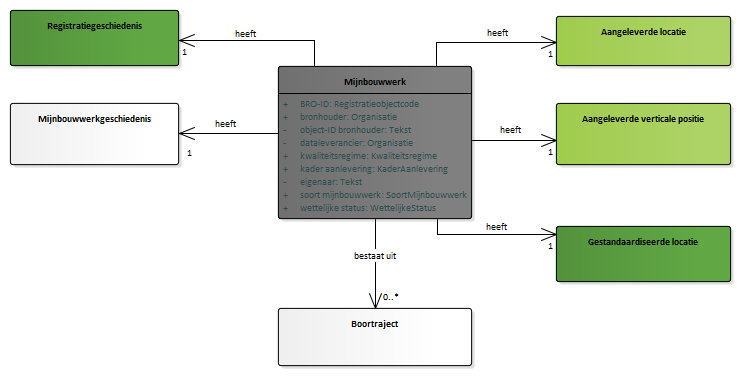 Registratiegeschiedenis
heeft
1
Aangeleverde locatie
heeft
1
Mijnbouwwerk
+ BRO-ID: Registratieobjectcode
+ bronhouder: Organisatie
- object-ID bronhouder: Tekst
- dataleverancier: Organisatie
+ kwaliteitsregime: Kwaliteitsregime
+ kader aanlevering: KaderAanlevering
- eigenaar: Tekst
+ soort mijnbouwwerk: SoortMijnbouwwerk
+ wettelijke status: WettelijkeStatus
Mijnbouwwerkgeschiedenis
heeft
1
Aangeleverde verticale positie
heeft
1
Gestandaardiseerde locatie
heeft
1
bestaat uit
0..*
Boortraject